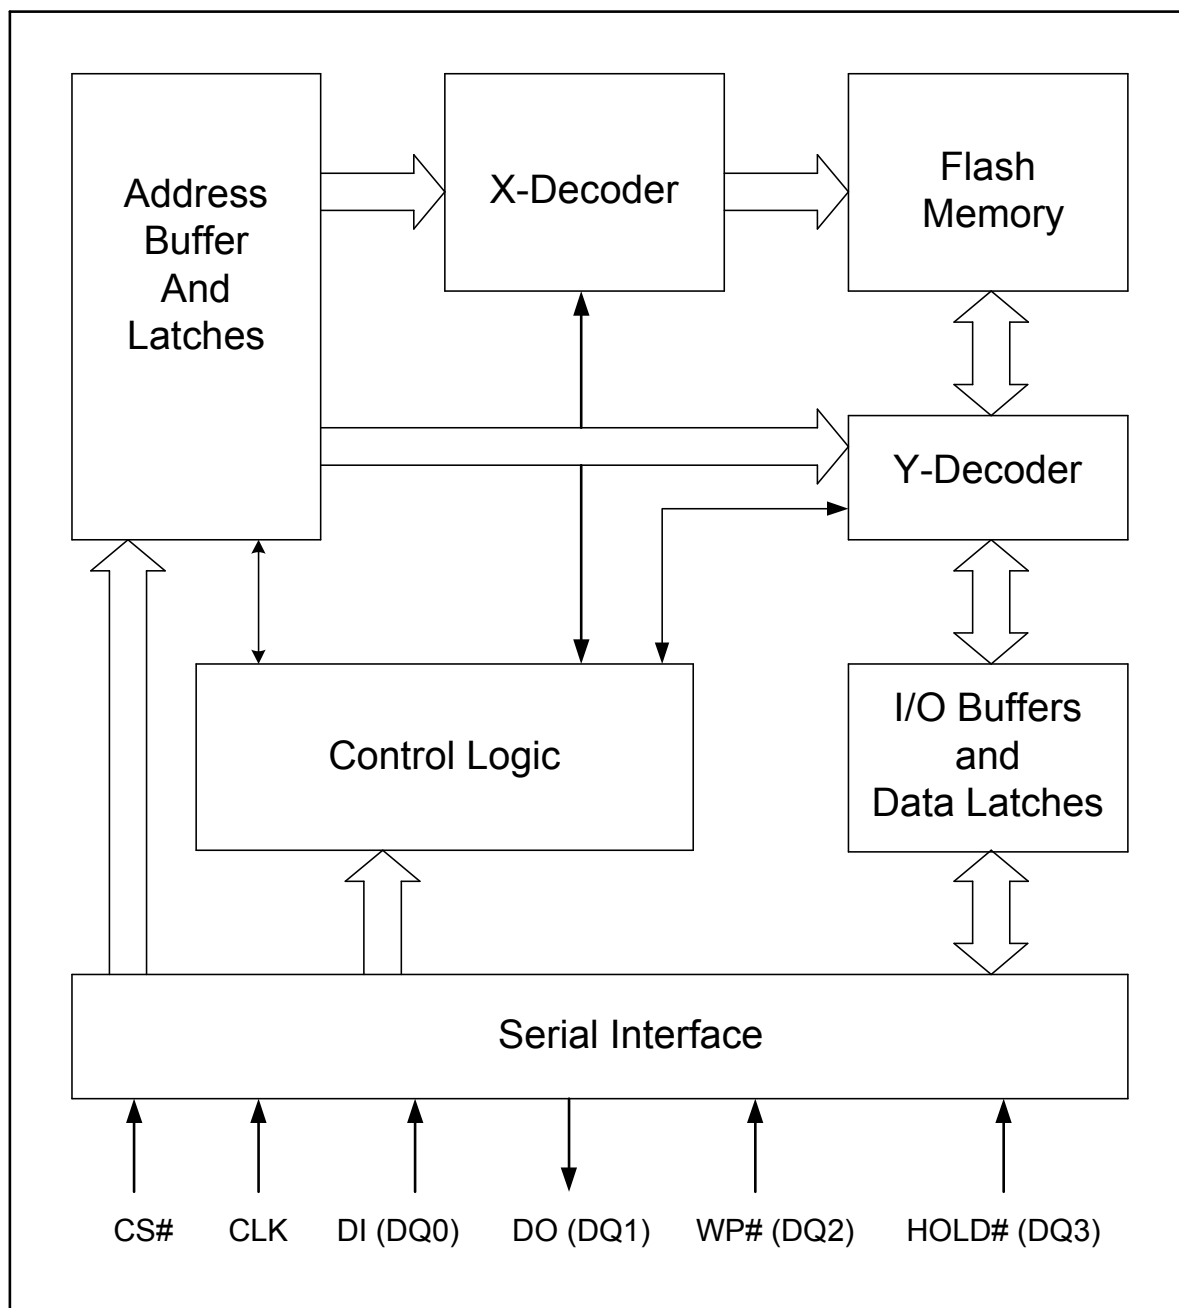 Address
Buffer
And
Latches
X-Decoder
Flash
Memory
Y-Decoder
Control Logic
I/O Buffers
and
Data Latches
Serial Interface
CS#
CLK
DI (DQ0)
DO (DQ1)
WP# (DQ2)
HOLD# (DQ3)